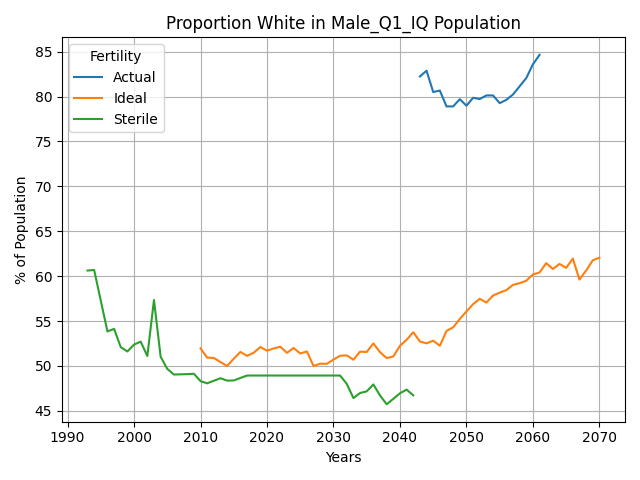 Proportion White in Male_Q1_IQ Population
Fertility
Actual
Ideal
Sterile
% of Population
85
80
75
70
65
60
55
50
45
1990
2000
2010
2020
2030
2040
2050
2060
2070
Years